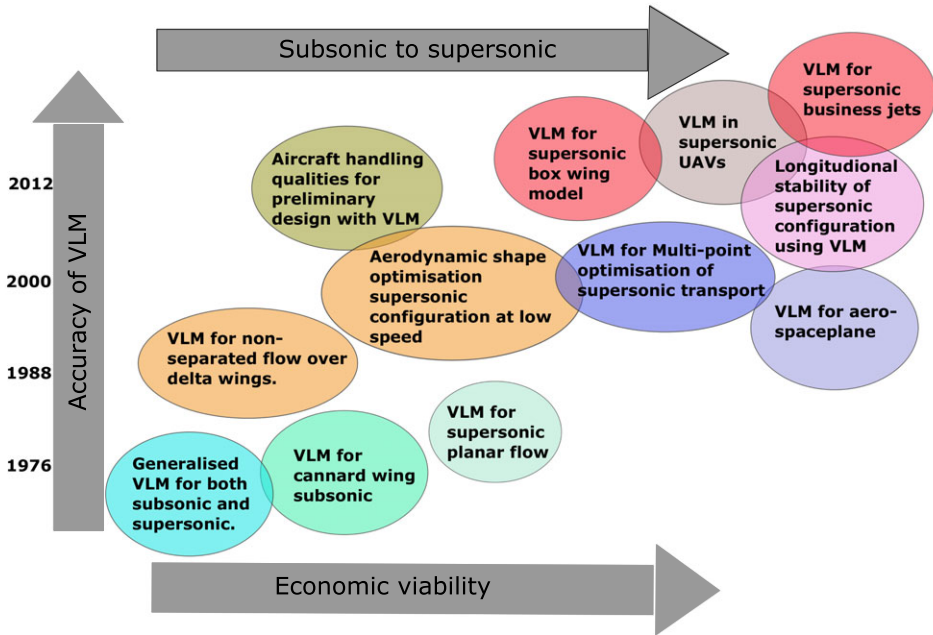 Subsonic to supersonic
VLM for
supersonic
business jets
VLM in
supersonic
UAVs
VLM for
supersonic
box wing
model
Aircraft handling
qualities for
preliminary
design with VLM
Longitudinal
stability of
supersonic
configuration
using VLM
2012
Accuracy of VLM
Aerodynamic shape
optimisation
supersonic
configuration at low
speed
VLM for Multi-point
optimisation of
supersonic transport
2000
VLM for aero-
spaceplane
VLM for non-
separated flow over
delta wings.
1988
VLM for
supersonic
planar flow
1976
Generalised
VLM for both
subsonic and
supersonic.
VLM for
cannard wing
subsonic
Economic viability